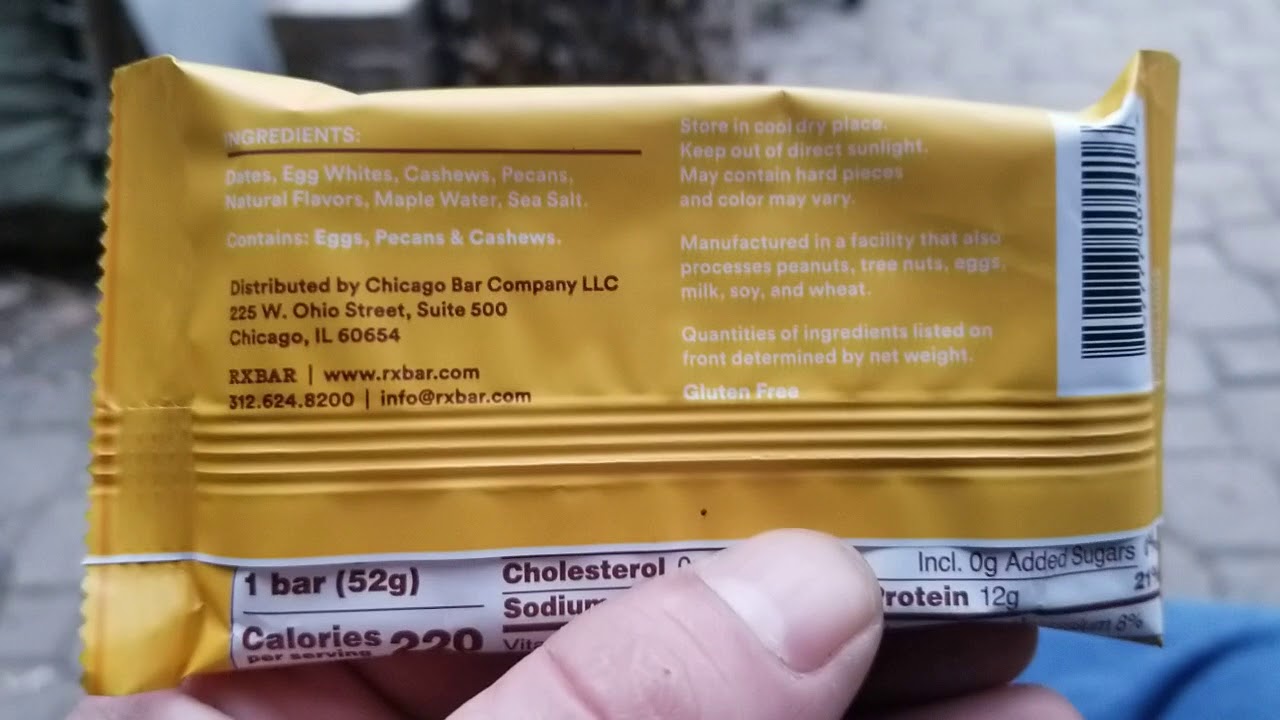 INGREDIENTS:
Dates, Egg Whites, Cashews, Pecans,
Natural Flavors, Maple Water, Sea Salt.
Contains: Eggs, Pecans & Cashews.
Distributed by Chicago Bar Company LLC
225 W. Ohio Street, Suite 500
Chicago, IL 60654
RXBAR | www.rxbar.com
312.624.8200 | info@rxbar.com
Store in cool dry place.
Keep out of direct sunlight.
May contain hard pieces
and color may vary.
Manufactured in a facility that also
processes peanuts, tree nuts, eggs,
milk, soy, and wheat.
Quantities of ingredients listed on
front determined by net weight.
Gluten Free
1 bar (52g)
Calories 220
per serving
Cholesterol
Incl. 0g Added Sugars
Protein 12g
21%
6%